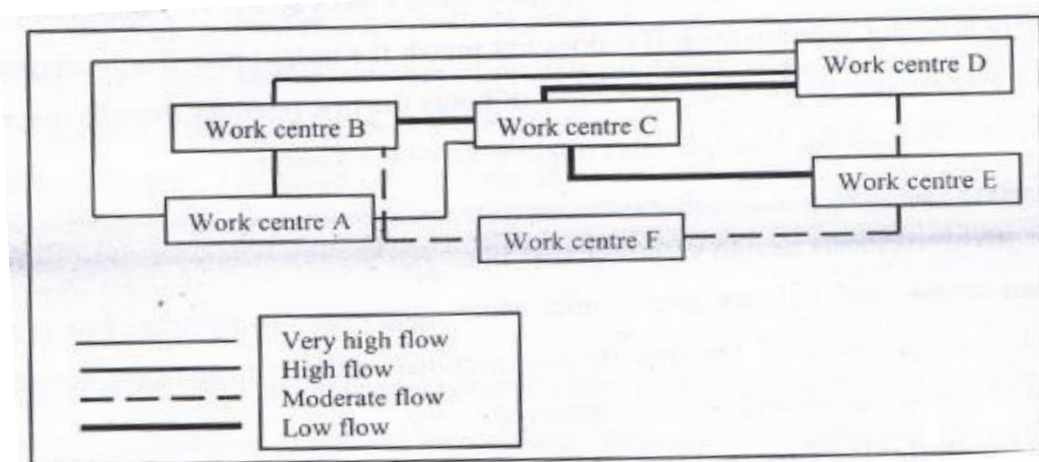 Work centre D
Work centre B
Work centre C
Work centre E
Work centre A
Work centre F
Very high flow
High flow
Moderate flow
Low flow